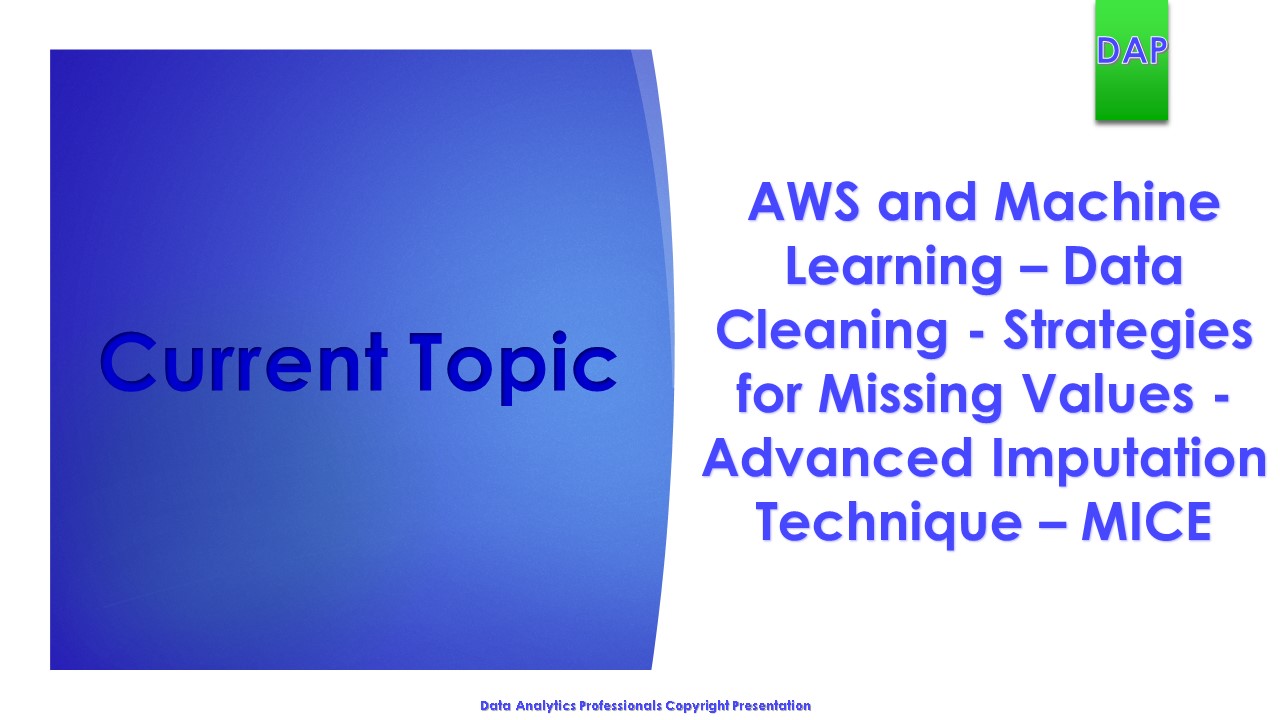 DAP
Current Topic
AWS and Machine
Learning – Data
Cleaning - Strategies
for Missing Values -
Advanced Imputation
Technique – MICE
Data Analytics Professionals Copyright Presentation